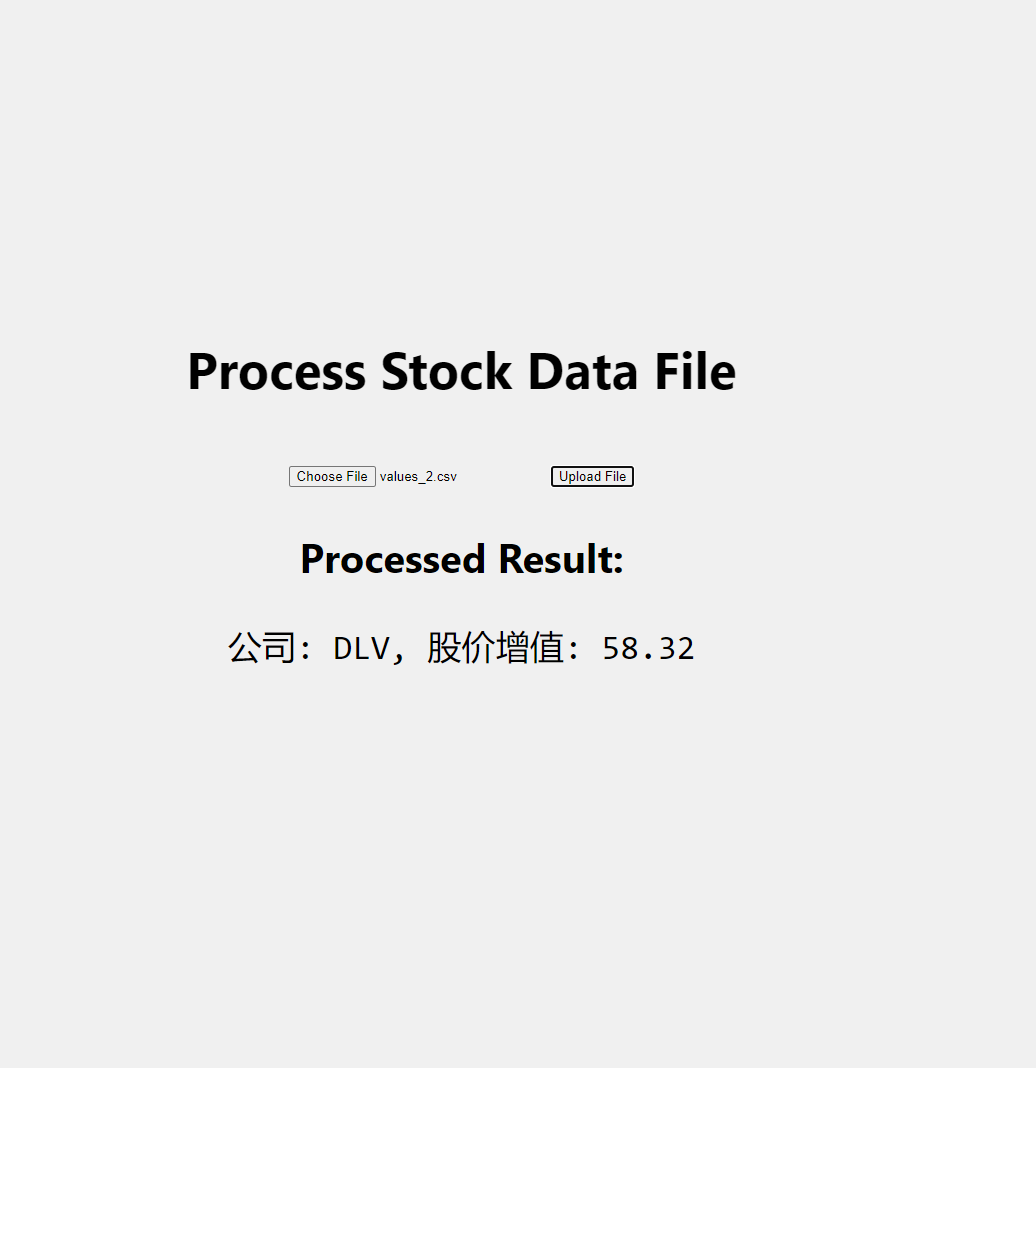 Process Stock Data File
Choose File values_2.csv Upload File
Processed Result:
公司: DLV, 股价增值: 58.32